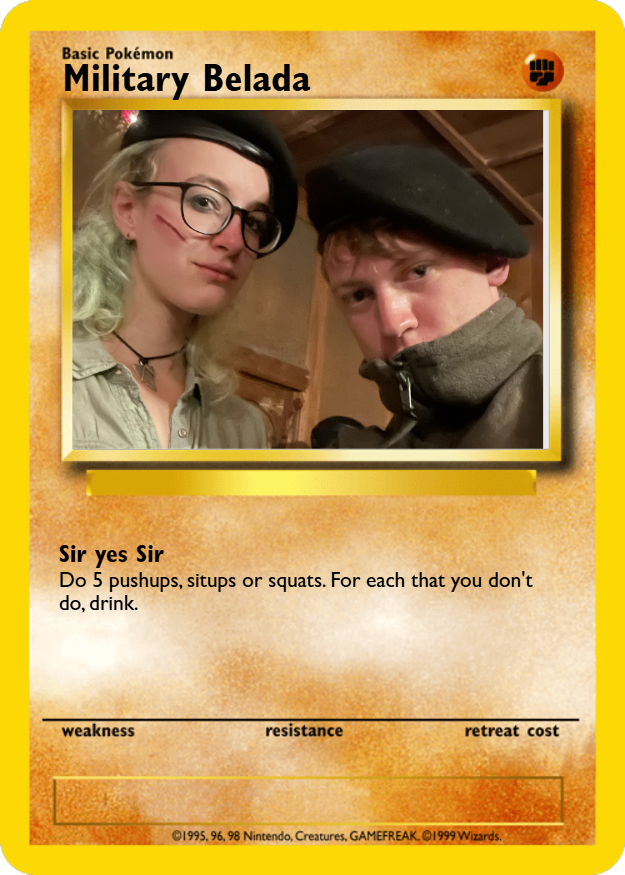 Basic Pokémon
Military Belada
Sir yes Sir
Do 5 pushups, situps or squats. For each that you don't
do, drink.
weakness resistance retreat cost
©1995, 96, 98 Nintendo, Creatures, GAMEFREAK. ©1999 Wizards.